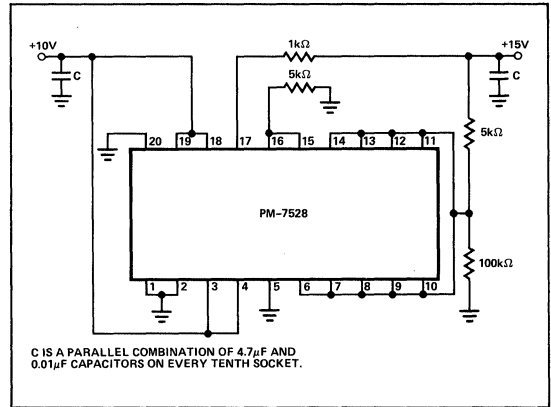 +10V
1kΩ
+15V
C
5kΩ
C
20 19 18 17 16 15 14 13 12 11
5kΩ
PM-7528
100kΩ
1 2 3 4 5 6 7 8 9 10
C IS A PARALLEL COMBINATION OF 4.7μF AND
0.01μF CAPACITORS ON EVERY TENTH SOCKET.